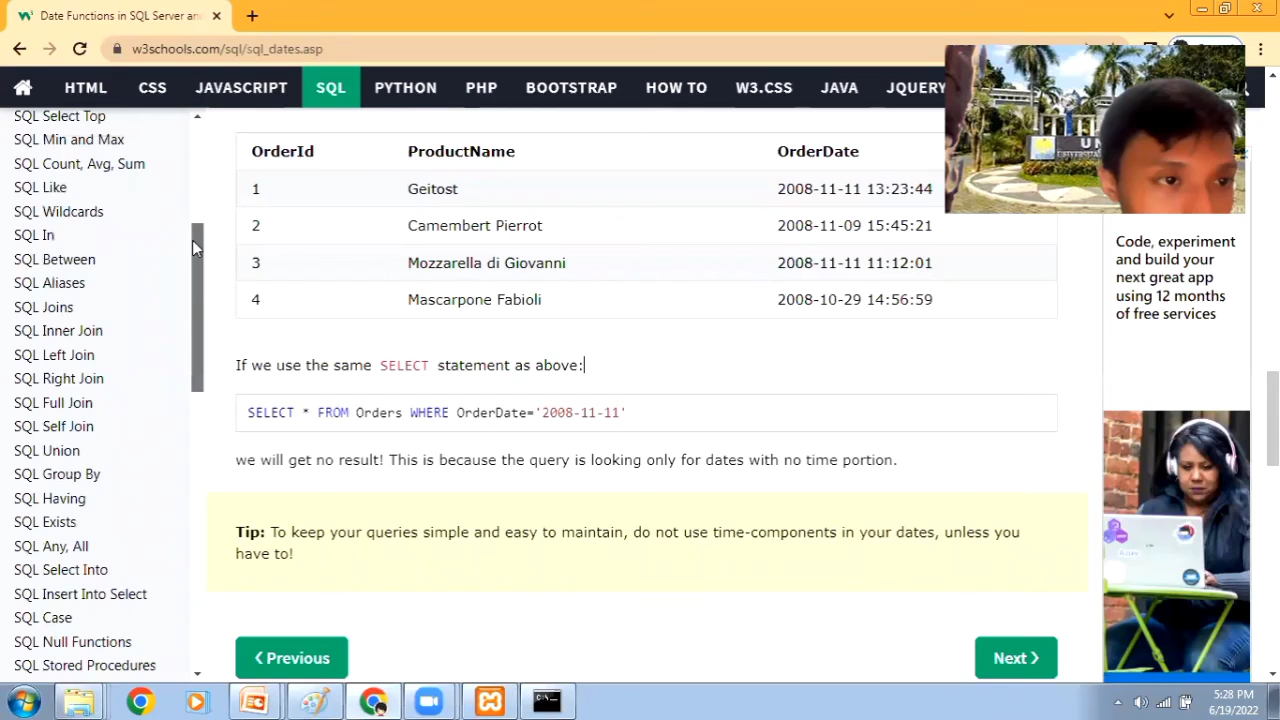 Date Functions in SQL Server an
w3schools.com/sql/sql_dates.asp
HTML CSS JAVASCRIPT SQL PYTHON PHP BOOTSTRAP HOW TO W3.CSS JAVA JQUERY
SQL Select Top
SQL Min and Max
SQL Count, Avg, Sum
SQL Like
SQL Wildcards
SQL In
SQL Between
SQL Aliases
SQL Joins
SQL Inner Join
SQL Left Join
SQL Right Join
SQL Full Join
SQL Self Join
SQL Union
SQL Group By
SQL Having
SQL Exists
SQL Any, All
SQL Select Into
SQL Insert Into Select
SQL Case
SQL Null Functions
SQL Stored Procedures
OrderId ProductName OrderDate
1 Geitost 2008-11-11 13:23:44
2 Camembert Pierrot 2008-11-09 15:45:21
3 Mozzarella di Giovanni 2008-11-11 11:12:01
4 Mascarpone Fabioli 2008-10-29 14:56:59
If we use the same SELECT statement as above:
SELECT * FROM Orders WHERE OrderDate='2008-11-11'
we will get no result! This is because the query is looking only for dates with no time portion.
Tip: To keep your queries simple and easy to maintain, do not use time-components in your dates, unless you
have to!
❮ Previous
Next ❯
Code, experiment
and build your
next great app
using 12 months
of free services
5:28 PM
6/19/2022